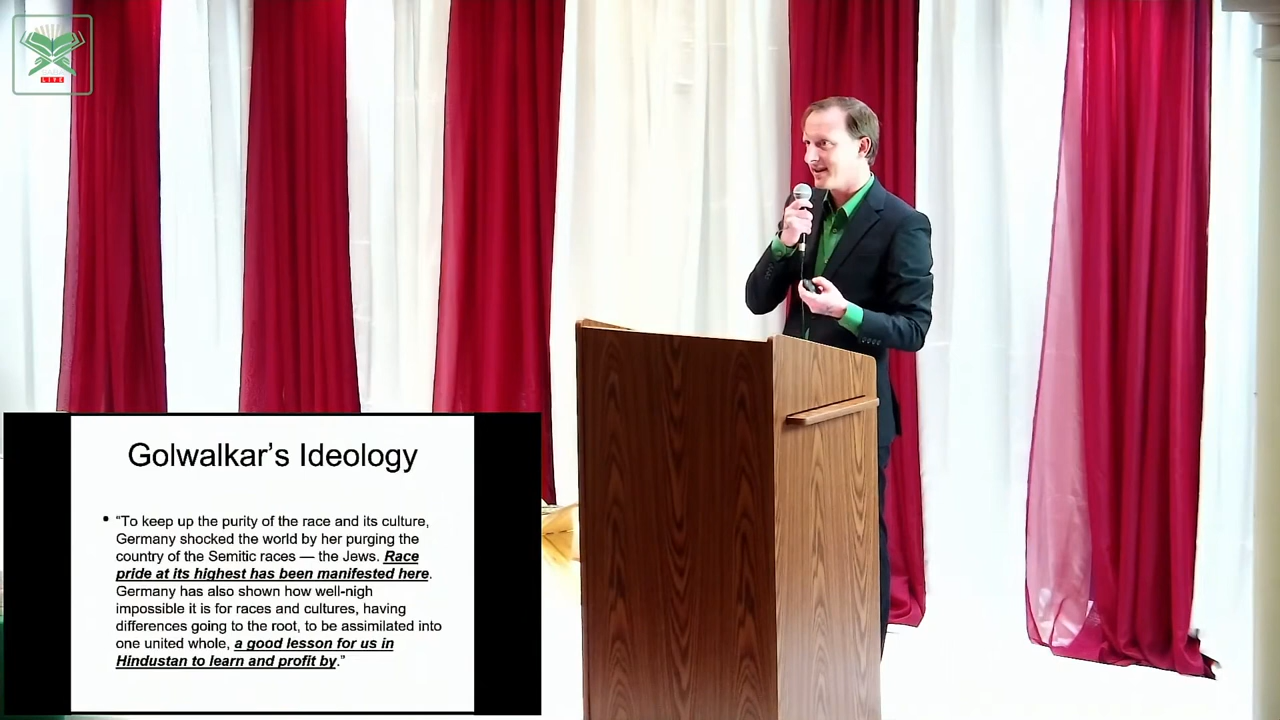 LIVE
Golwalkar's Ideology
• "To keep up the purity of the race and its culture,
Germany shocked the world by her purging the
country of the Semitic races — the Jews. Race
pride at its highest has been manifested here.
Germany has also shown how well-nigh
impossible it is for races and cultures, having
differences going to the root, to be assimilated into
one united whole, a good lesson for us in
Hindustan to learn and profit by."